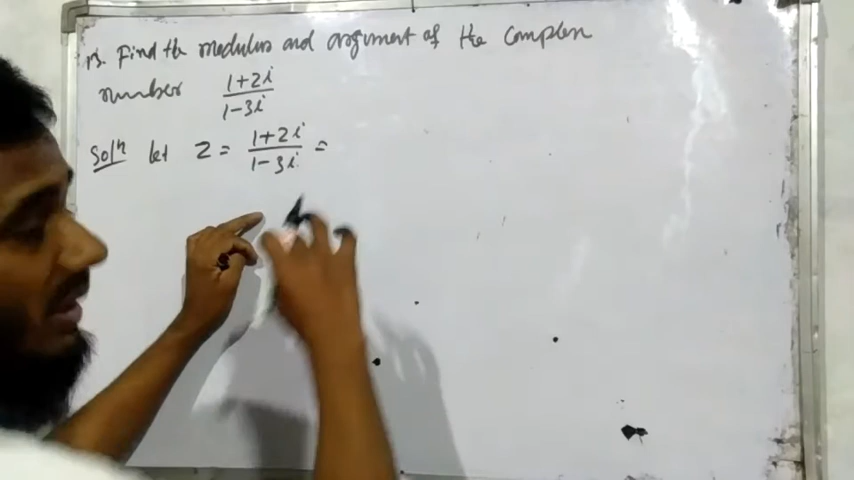 13. Find the modulus and argument of the Complex
number 1+2i / 1-3i
Solⁿ let z = 1+2i / 1-3i =